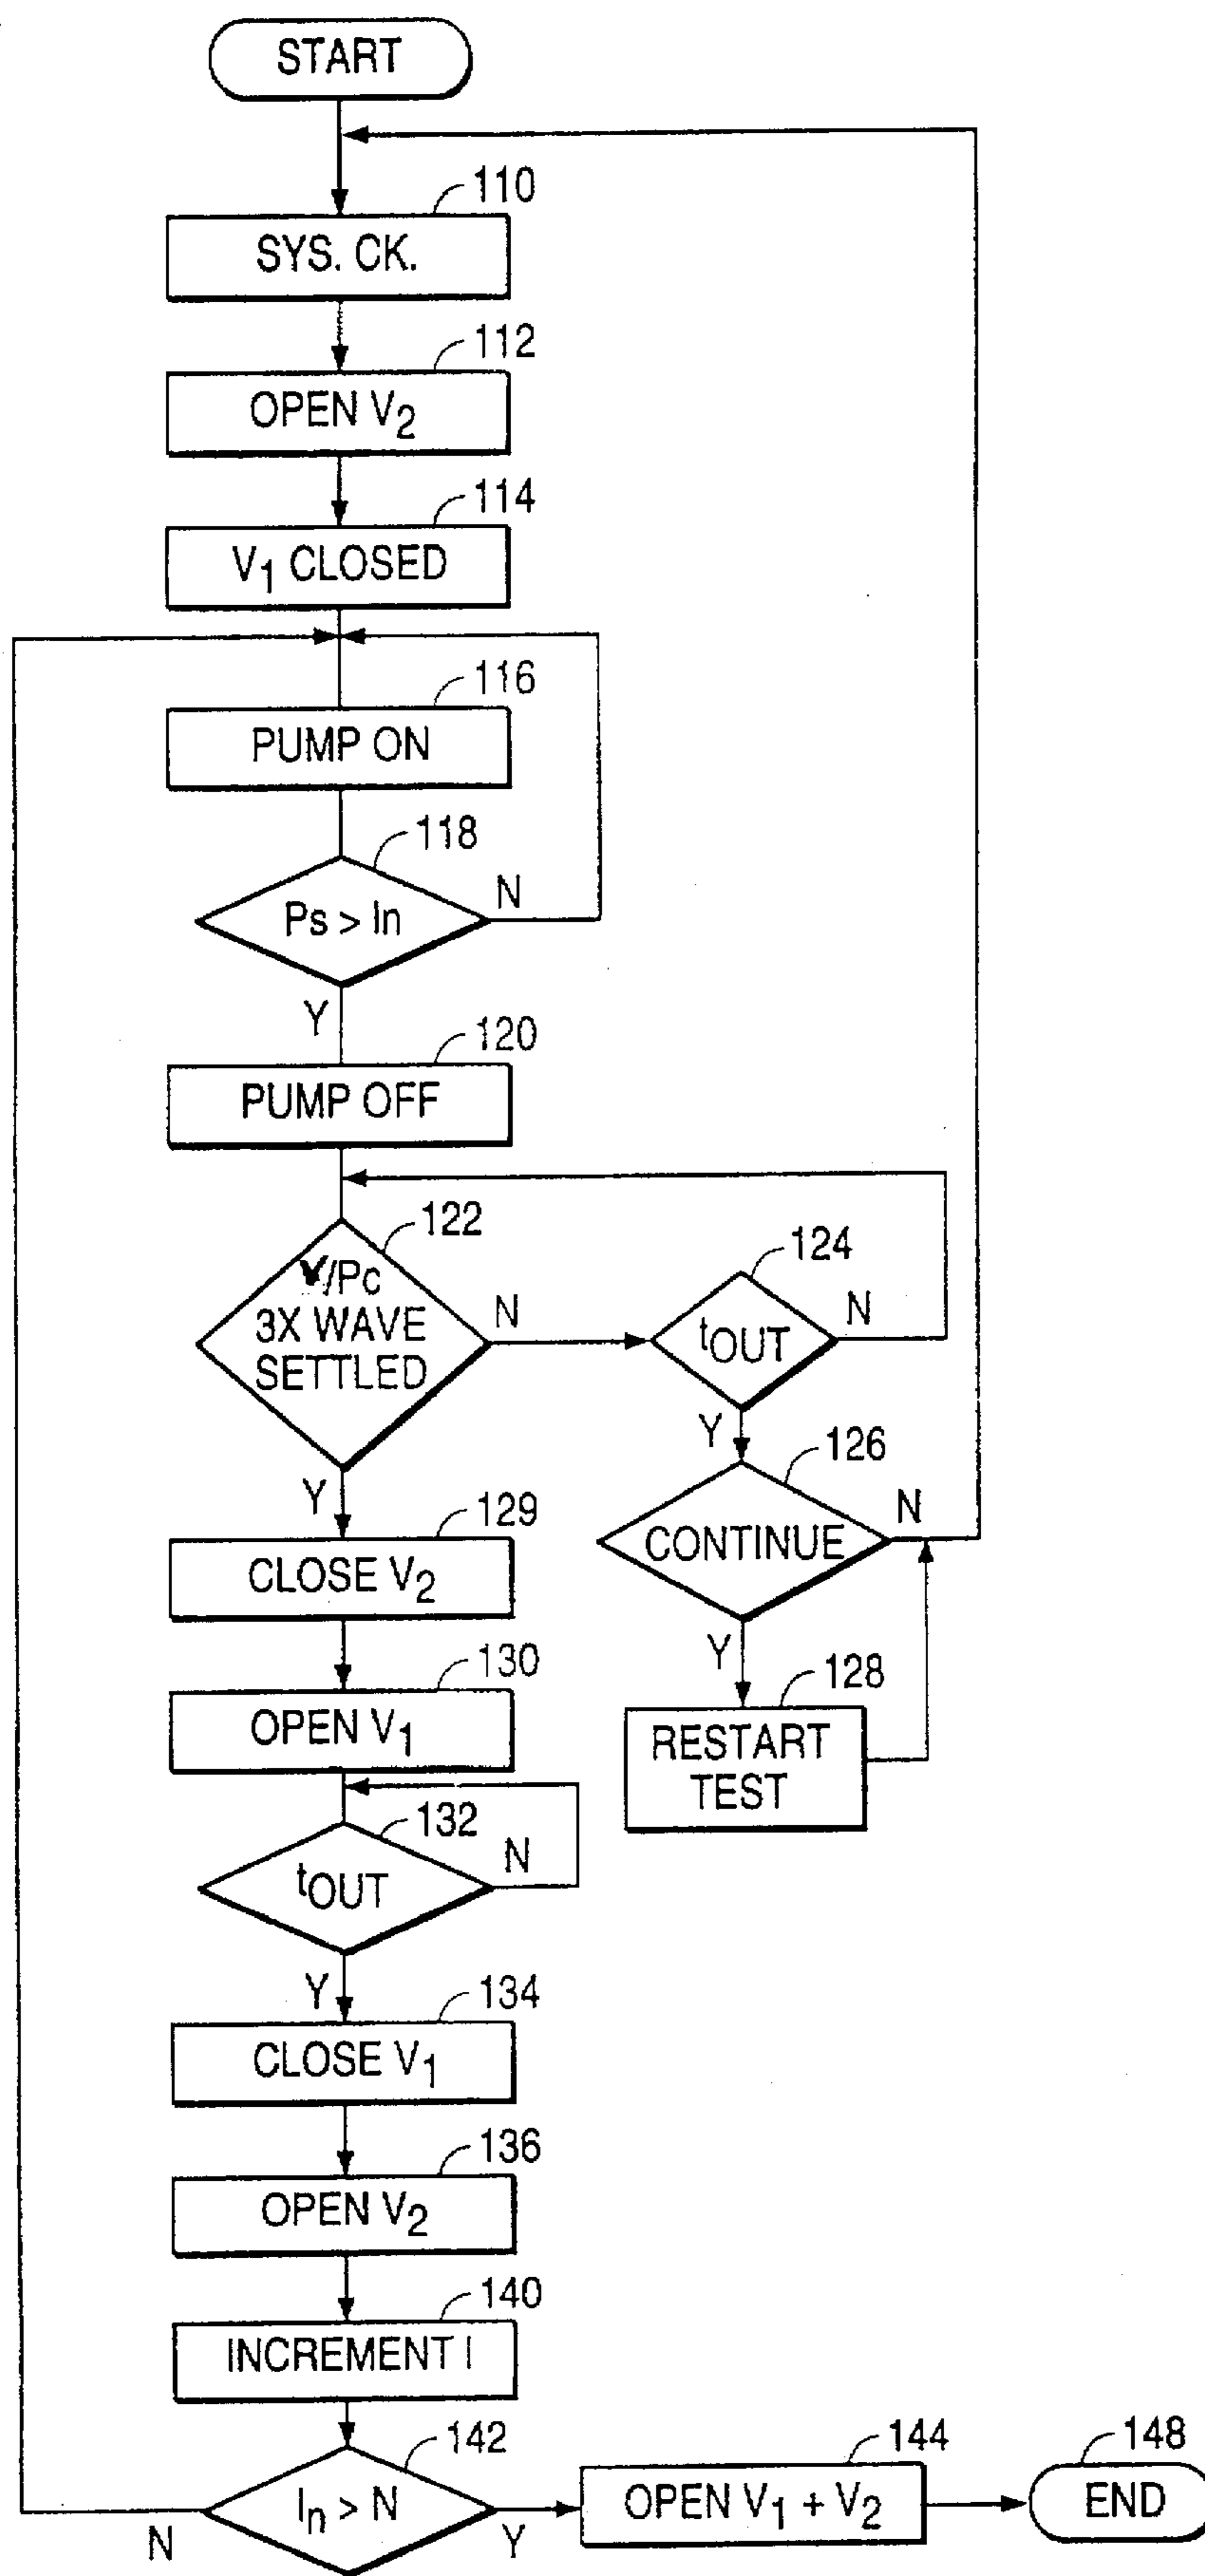 START
110
SYS. CK.
112
OPEN V2
114
V1 CLOSED
116
PUMP ON
118
Ps > In
N
Y
120
PUMP OFF
122
/Pc
3X WAVE
SETTLED
N
Y
124
tOUT
N
Y
126
CONTINUE
N
Y
128
RESTART
TEST
129
CLOSE V2
130
OPEN V1
132
tOUT
N
Y
134
CLOSE V1
136
OPEN V2
140
INCREMENT I
142
In > N
N
Y
144
OPEN V1 + V2
148
END